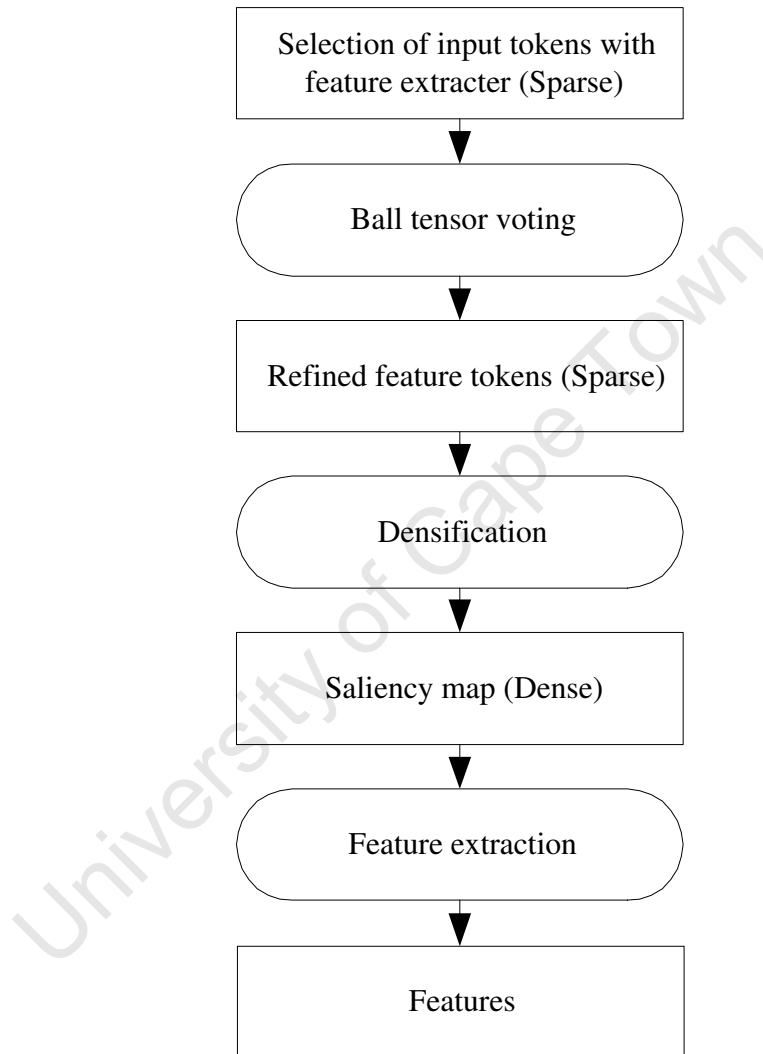 Selection of input tokens with
feature extracter (Sparse)
Ball tensor voting
Refined feature tokens (Sparse)
Densification
Saliency map (Dense)
Feature extraction
Features
University of Cape Town